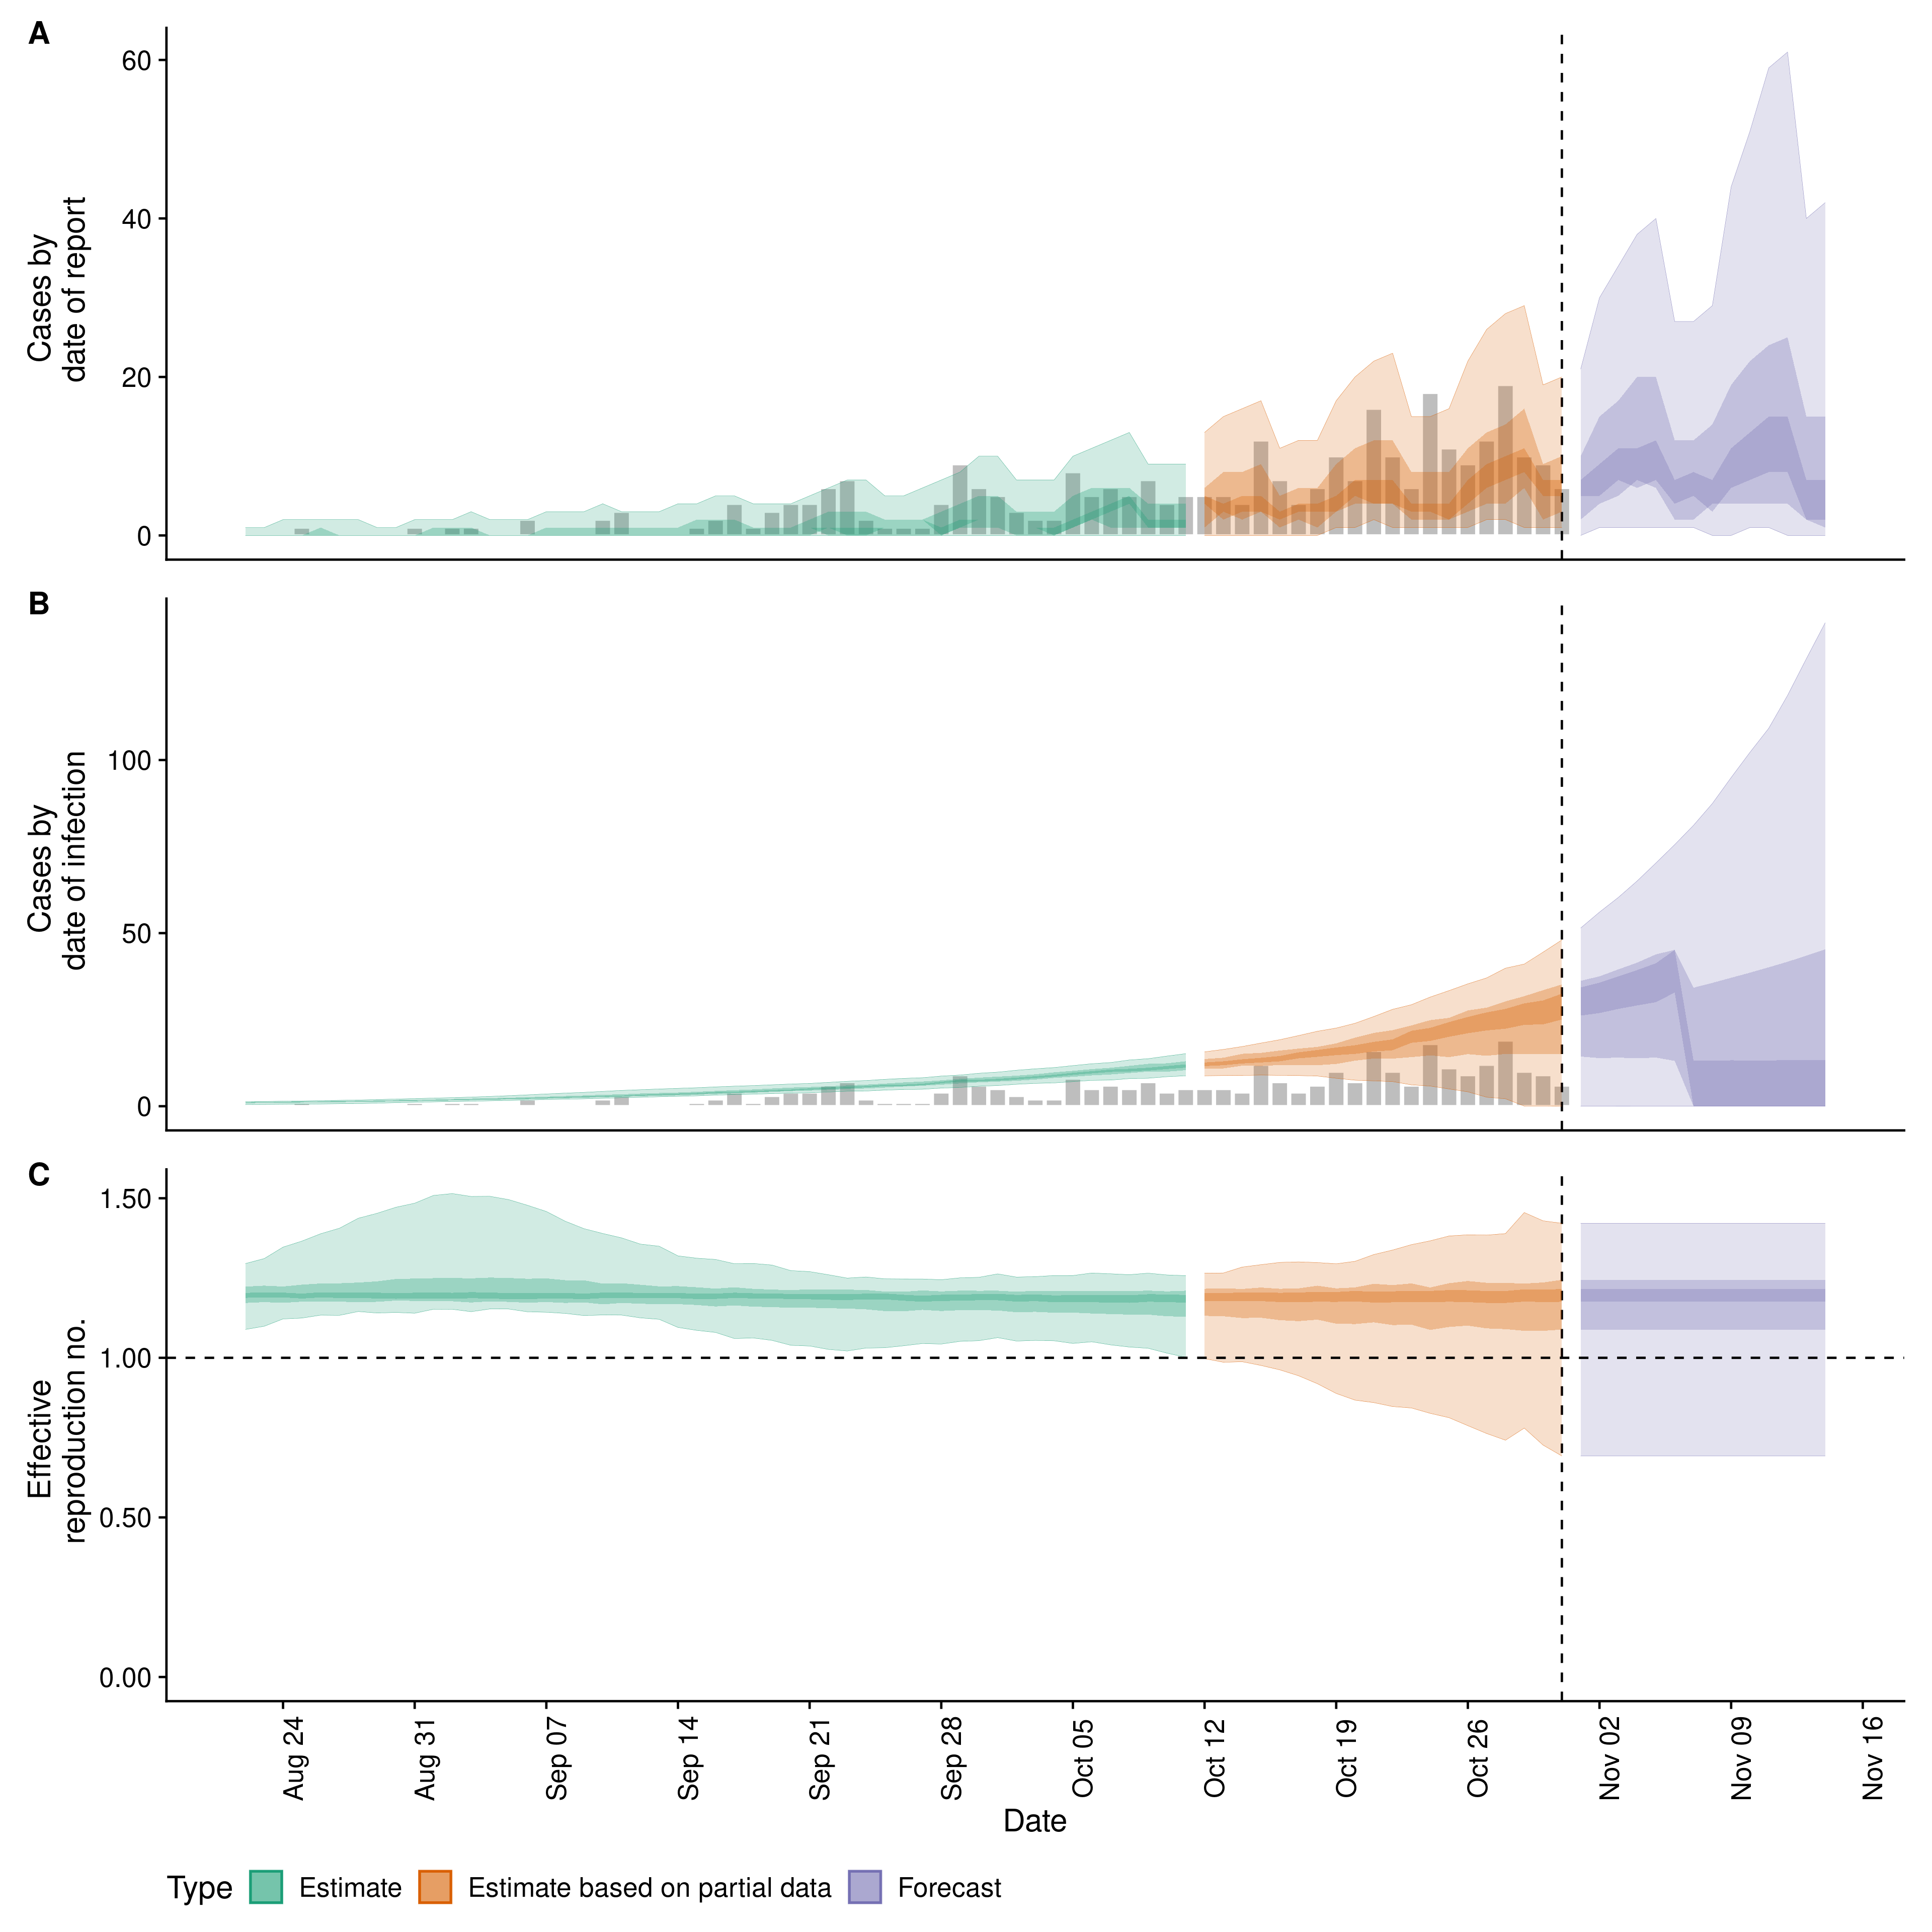 A
60
40
20
0
Cases by
date of report
B
100
50
0
Cases by
date of infection
C
1.50
1.00
0.50
0.00
Effective
reproduction no.
Aug 24
Aug 31
Sep 07
Sep 14
Sep 21
Sep 28
Oct 05
Oct 12
Oct 19
Oct 26
Nov 02
Nov 09
Nov 16
Date
Type Estimate Estimate based on partial data Forecast